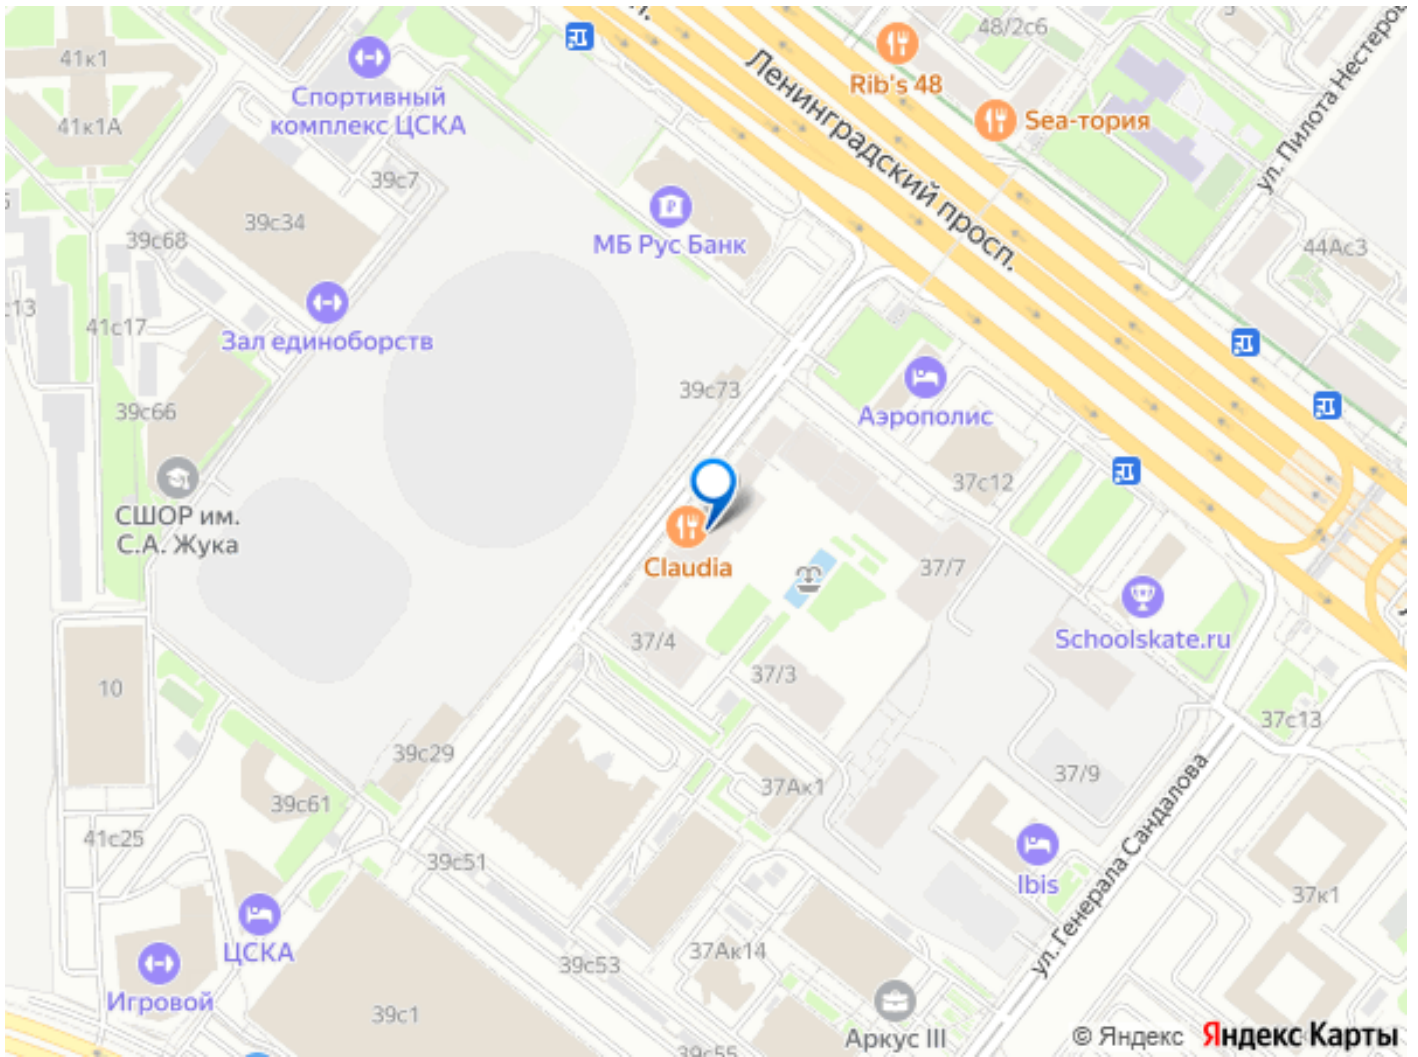 48/2с6
41к1
Rib's 48
Спортивный
комплекс ЦСКА
Sea-тория
41к1А
Ленинградский просп.
ул. Пилота Нестерова
39с7
39с34
39с68
МБ Рус Банк
44Ас3
с13
41с17
Зал единоборств
39с73
39с66
Аэрополис
37с12
СШОР им.
С.А. Жука
Claudia
37/7
37/4
Schoolskate.ru
37/3
10
37с13
39с29
37/9
37Ак1
39с61
41с25
39с51
ул. Генерала Сандалова
Ibis
37к1
ЦСКА
37Ак14
39с53
Игровой
39с1
Аркус III
39с55
© Яндекс Яндекс Карты